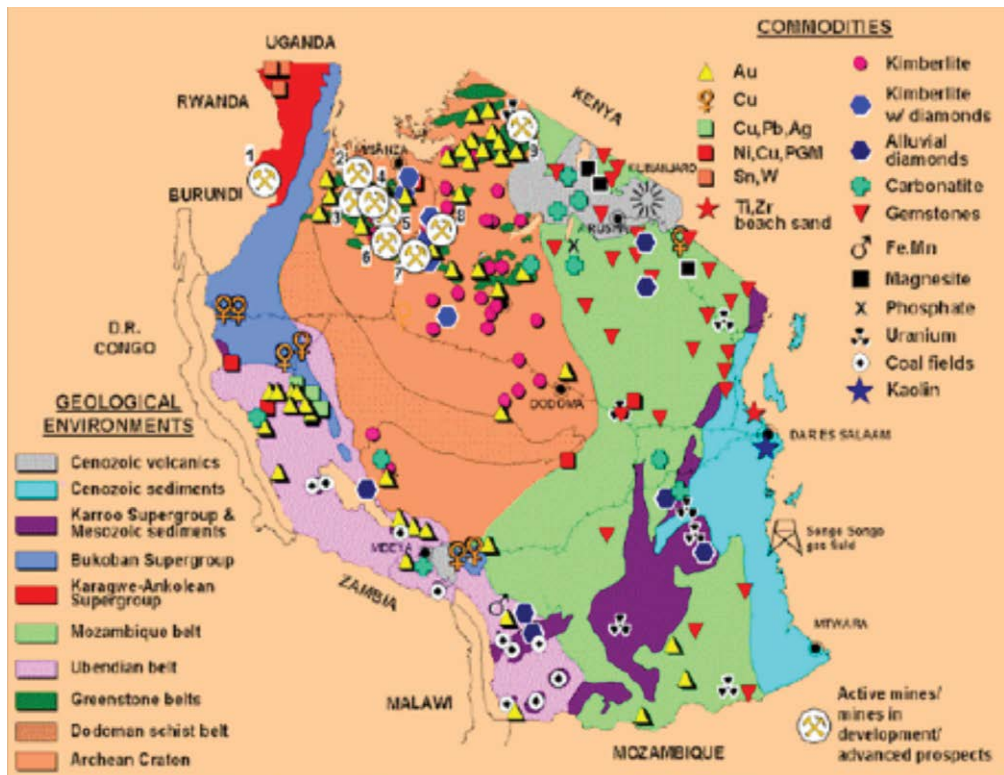 UGANDA
RWANDA
BURUNDI
D.R.
CONGO
KENYA
MWANZA
KILIMANJARO
ARUSHA
DODOMA
DAR ES SALAAM
Songo Songo
gas field
MTWARA
MBEYA
ZAMBIA
MALAWI
MOZAMBIQUE
1
2
3
4
5
6
7
8
9
COMMODITIES
Au
Cu
Cu,Pb,Ag
Ni,Cu,PGM
Sn,W
Kimberlite
Kimberlite
w/ diamonds
Alluvial
diamonds
Carbonatite
Gemstones
Ti,Zr
beach sand
Fe.Mn
Magnesite
X
Phosphate
Uranium
Coal fields
Kaolin
GEOLOGICAL
ENVIRONMENTS
Cenozoic volcanics
Cenozoic sediments
Karroo Supergroup &
Mesozoic sediments
Bukoban Supergroup
Karagwe-Ankolean
Supergroup
Mozambique belt
Ubendian belt
Greenstone belts
Dodoman schist belt
Archean Craton
Active mines/
mines in
development/
advanced prospects